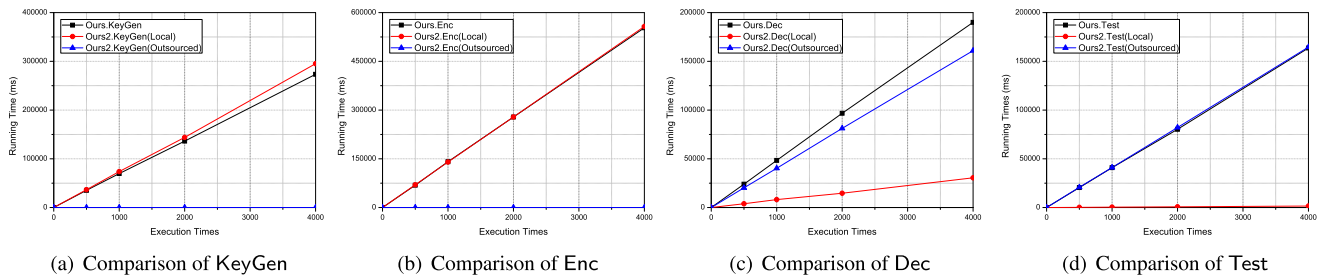 400000
300000
200000
100000
0
Running Time (ms)
Ours.KeyGen
Ours2.KeyGen(Local)
Ours2.KeyGen(Outsourced)
0 1000 2000 3000 4000
Execution Times
(a) Comparison of KeyGen
600000
450000
300000
150000
0
Running Time (ms)
Ours.Enc
Ours2.Enc(Local)
Ours2.Enc(Outsourced)
0 1000 2000 3000 4000
Execution Times
(b) Comparison of Enc
200000
150000
100000
50000
0
Running Time (ms)
Ours.Dec
Ours2.Dec(Local)
Ours2.Dec(Outsourced)
0 1000 2000 3000 4000
Execution Times
(c) Comparison of Dec
200000
150000
100000
50000
0
Running Times (ms)
Ours.Test
Ours2.Test(Local)
Ours2.Test(Outsourced)
0 1000 2000 3000 4000
Execution Times
(d) Comparison of Test